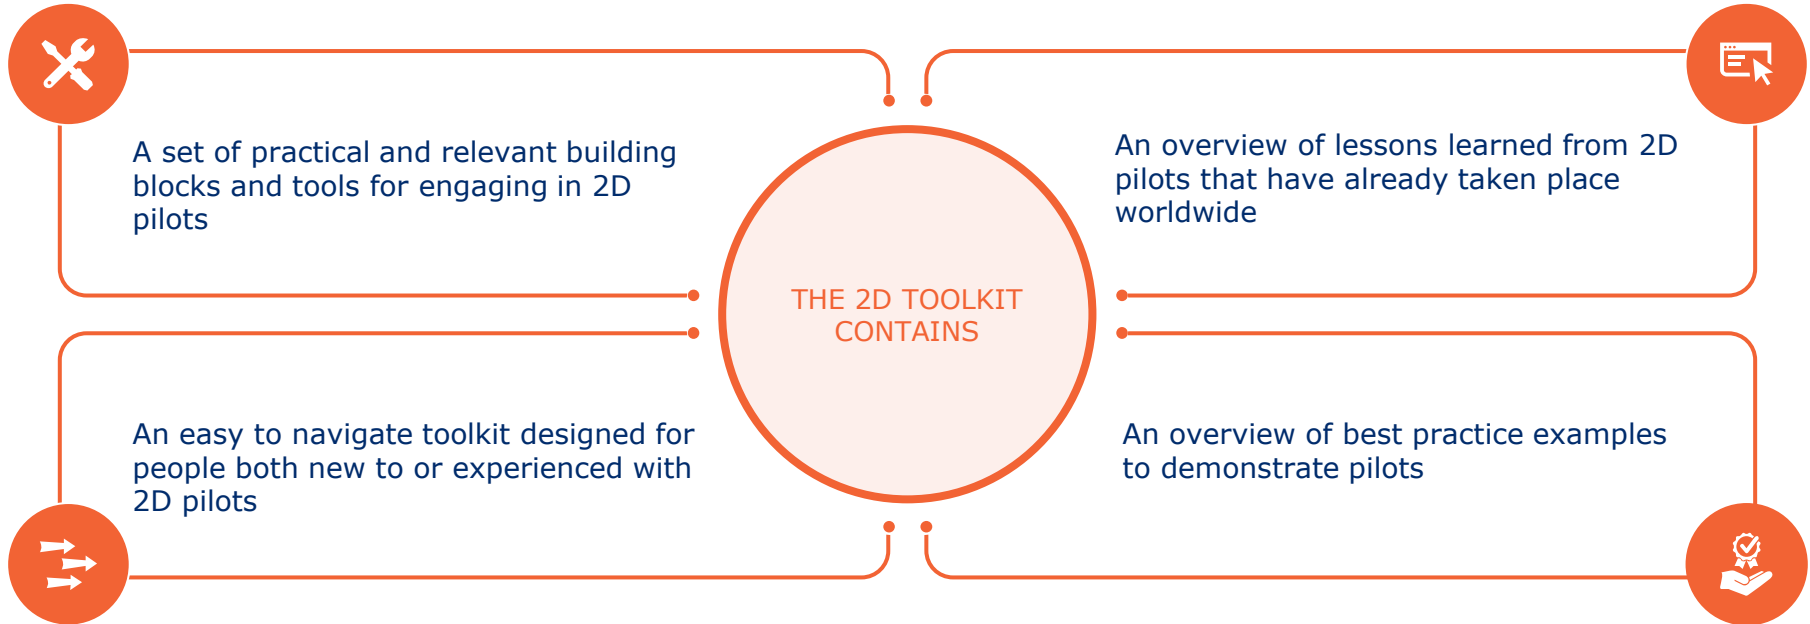 A set of practical and relevant building
blocks and tools for engaging in 2D
pilots
An overview of lessons learned from 2D
pilots that have already taken place
worldwide
THE 2D TOOLKIT
CONTAINS
An easy to navigate toolkit designed for
people both new to or experienced with
2D pilots
An overview of best practice examples
to demonstrate pilots